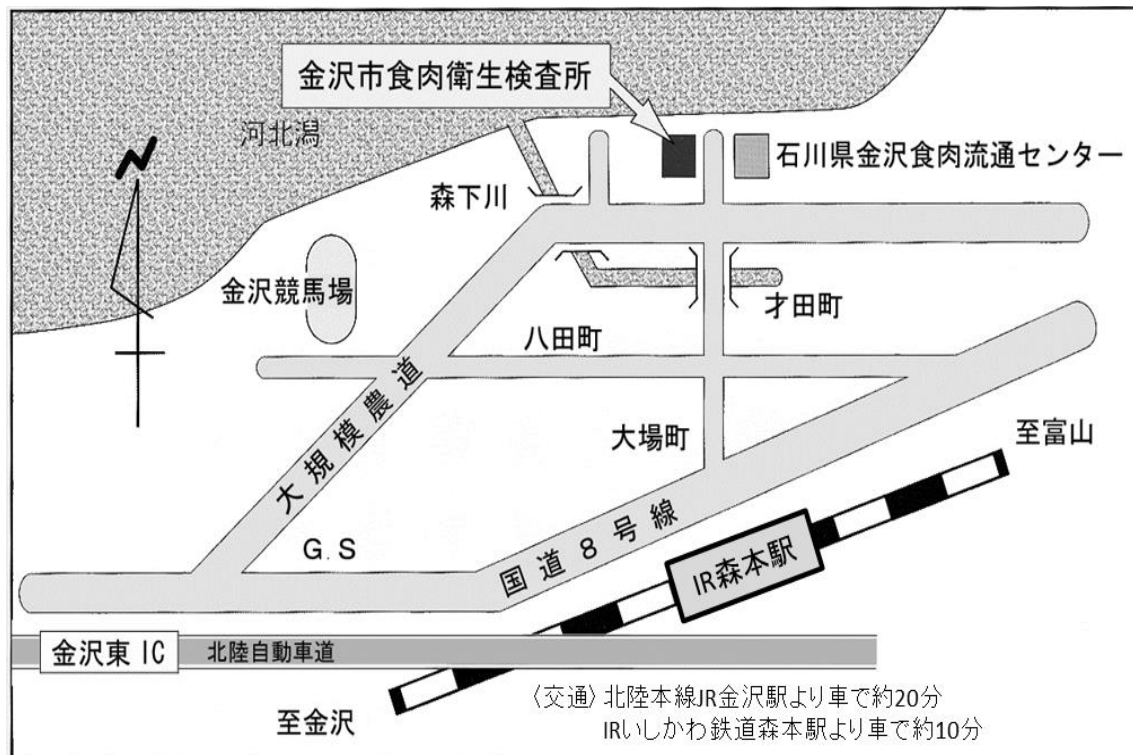 金沢市食肉衛生検査所
河北潟
石川県金沢食肉流通センター
森下川
金沢競馬場
才田町
八田町
大規模農道
大場町
至富山
G.S
国道8号線
IR森本駅
金沢東IC
北陸自動車道
至金沢
〈交通〉北陸本線JR金沢駅より車で約20分
IRいしかわ鉄道森本駅より車で約10分